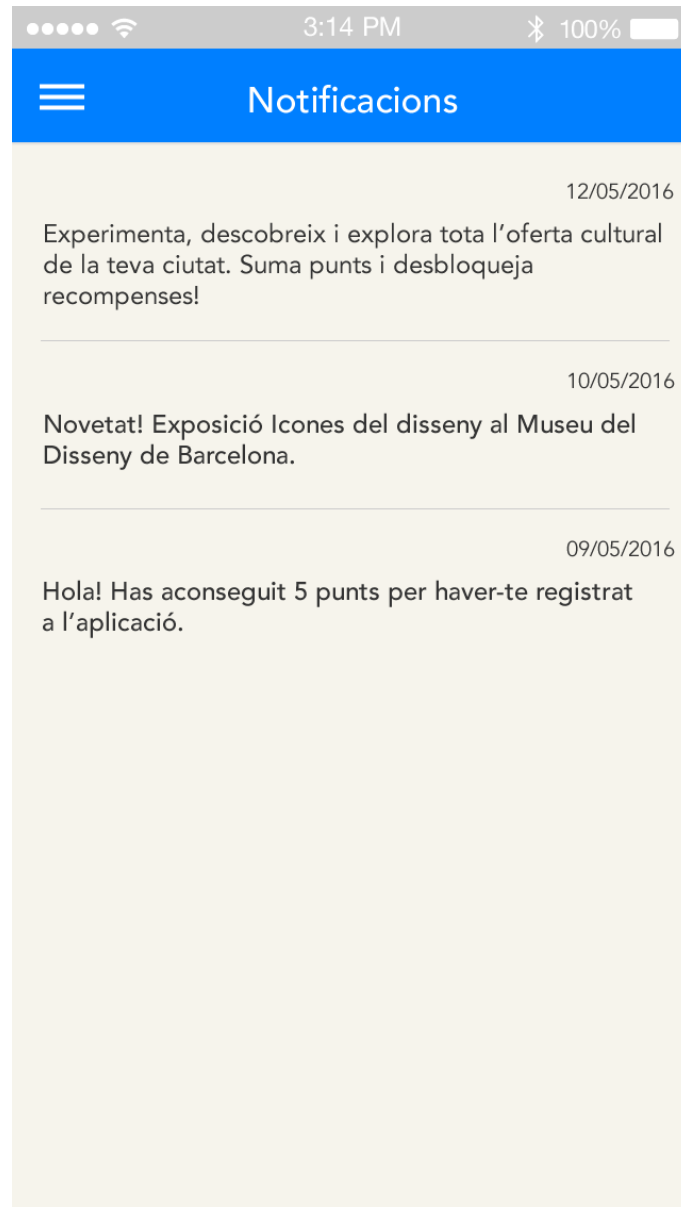 3:14 PM
100%
Notificacions
12/05/2016
Experimenta, descobreix i explora tota l’oferta cultural
de la teva ciutat. Suma punts i desbloqueja
recompenses!
10/05/2016
Novetat! Exposició Icones del disseny al Museu del
Disseny de Barcelona.
09/05/2016
Hola! Has aconseguit 5 punts per haver-te registrat
a l’aplicació.